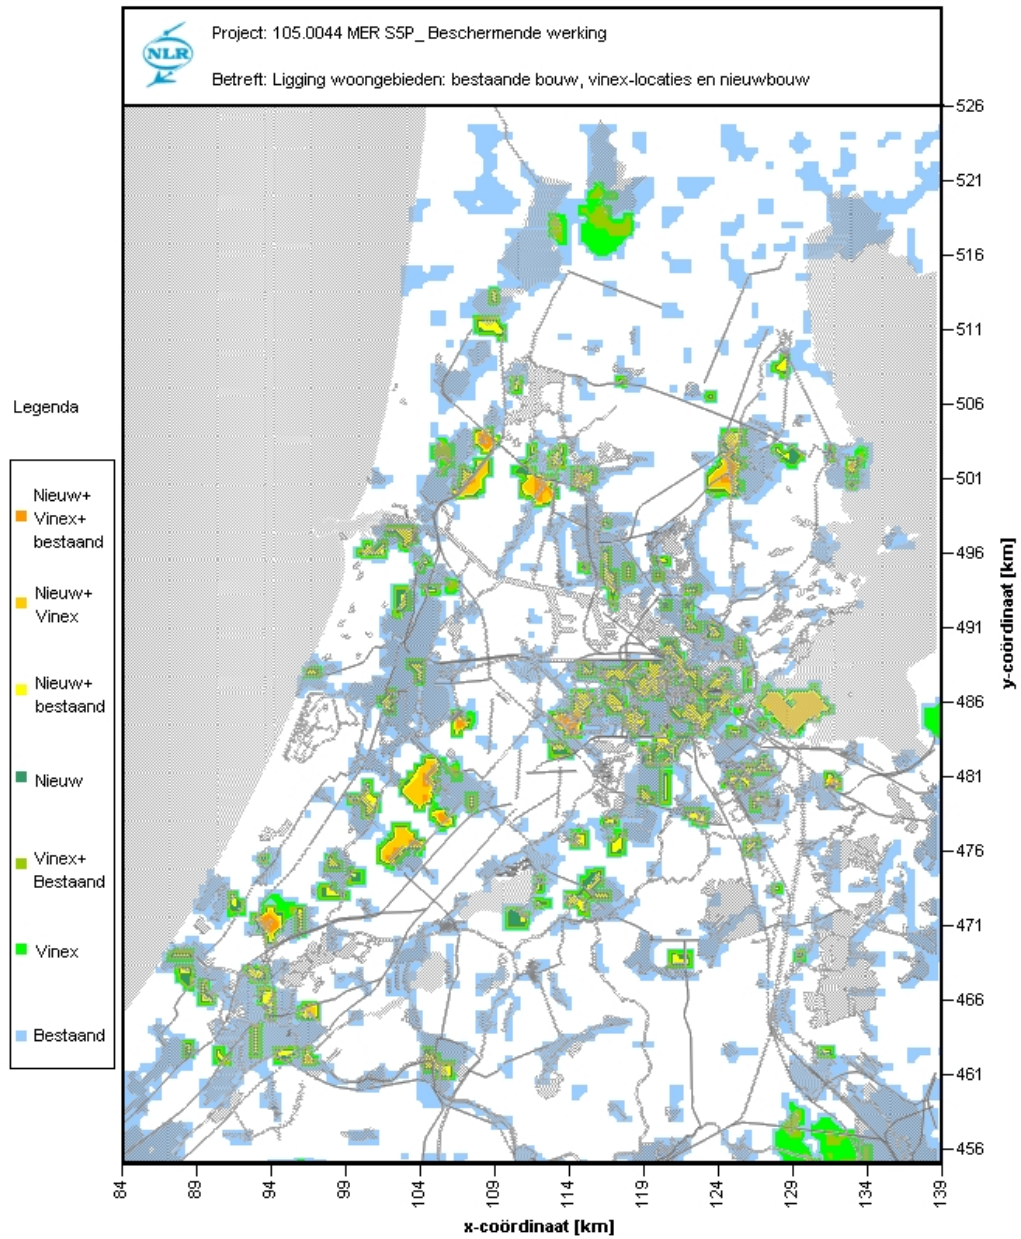 NLR
Project: 105.0044 MER S5P_ Beschermende werking
Betreft: Ligging woongebieden: bestaande bouw, vinex-locaties en nieuwbouw
Legenda
Nieuw+
Vinex+
bestaand
Nieuw+
Vinex
Nieuw+
bestaand
Nieuw
Vinex+
Bestaand
Vinex
Bestaand
526
521
516
511
506
501
496
491
486
481
476
471
466
461
456
y-coördinaat [km]
84
89
94
99
104
109
114
119
124
129
134
139
x-coördinaat [km]